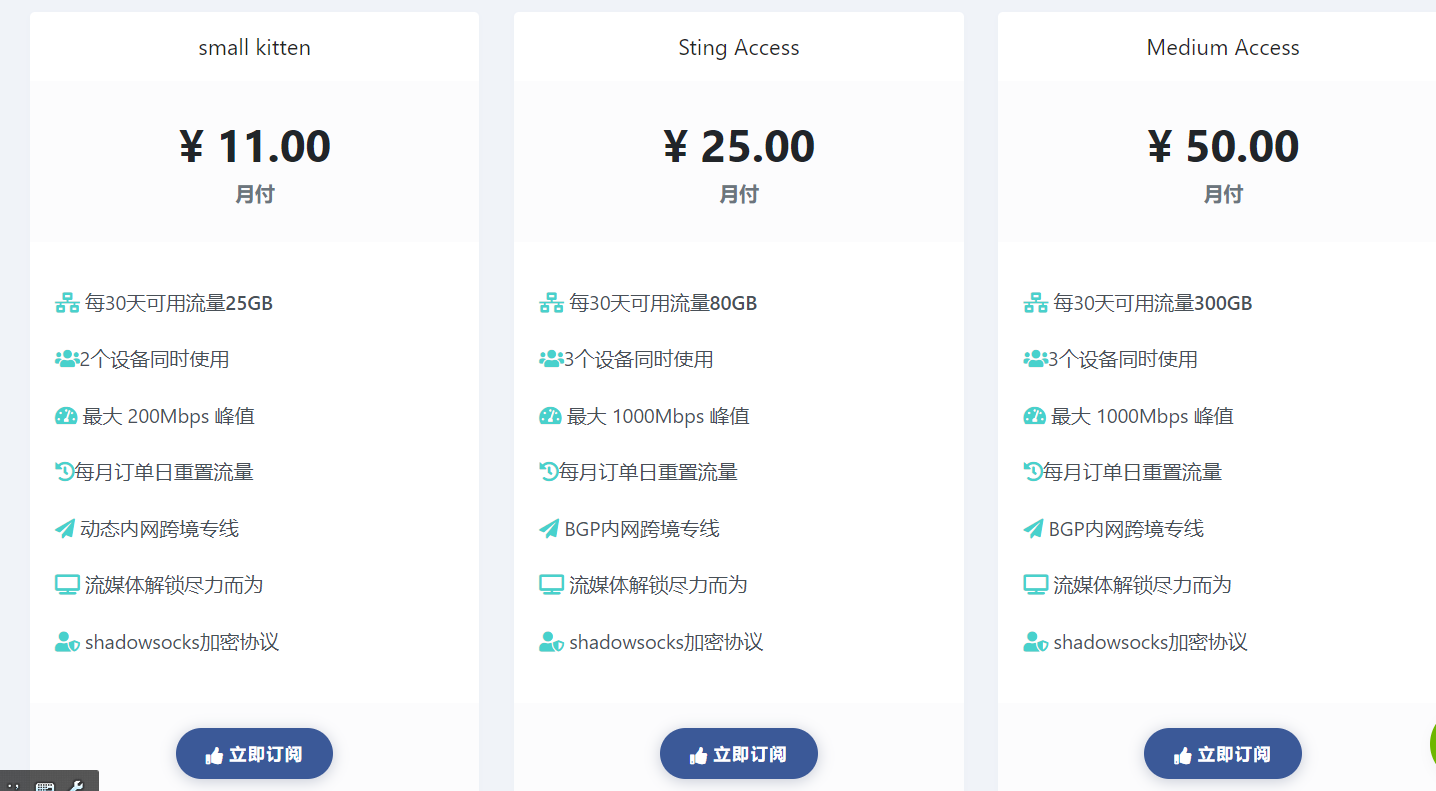 small kitten
¥ 11.00
月付
每30天可用流量25GB
2个设备同时使用
最大 200Mbps 峰值
每月订单日重置流量
动态内网跨境专线
流媒体解锁尽力而为
shadowsocks加密协议
立即订阅
Sting Access
¥ 25.00
月付
每30天可用流量80GB
3个设备同时使用
最大 1000Mbps 峰值
每月订单日重置流量
BGP内网跨境专线
流媒体解锁尽力而为
shadowsocks加密协议
立即订阅
Medium Access
¥ 50.00
月付
每30天可用流量300GB
3个设备同时使用
最大 1000Mbps 峰值
每月订单日重置流量
BGP内网跨境专线
流媒体解锁尽力而为
shadowsocks加密协议
立即订阅